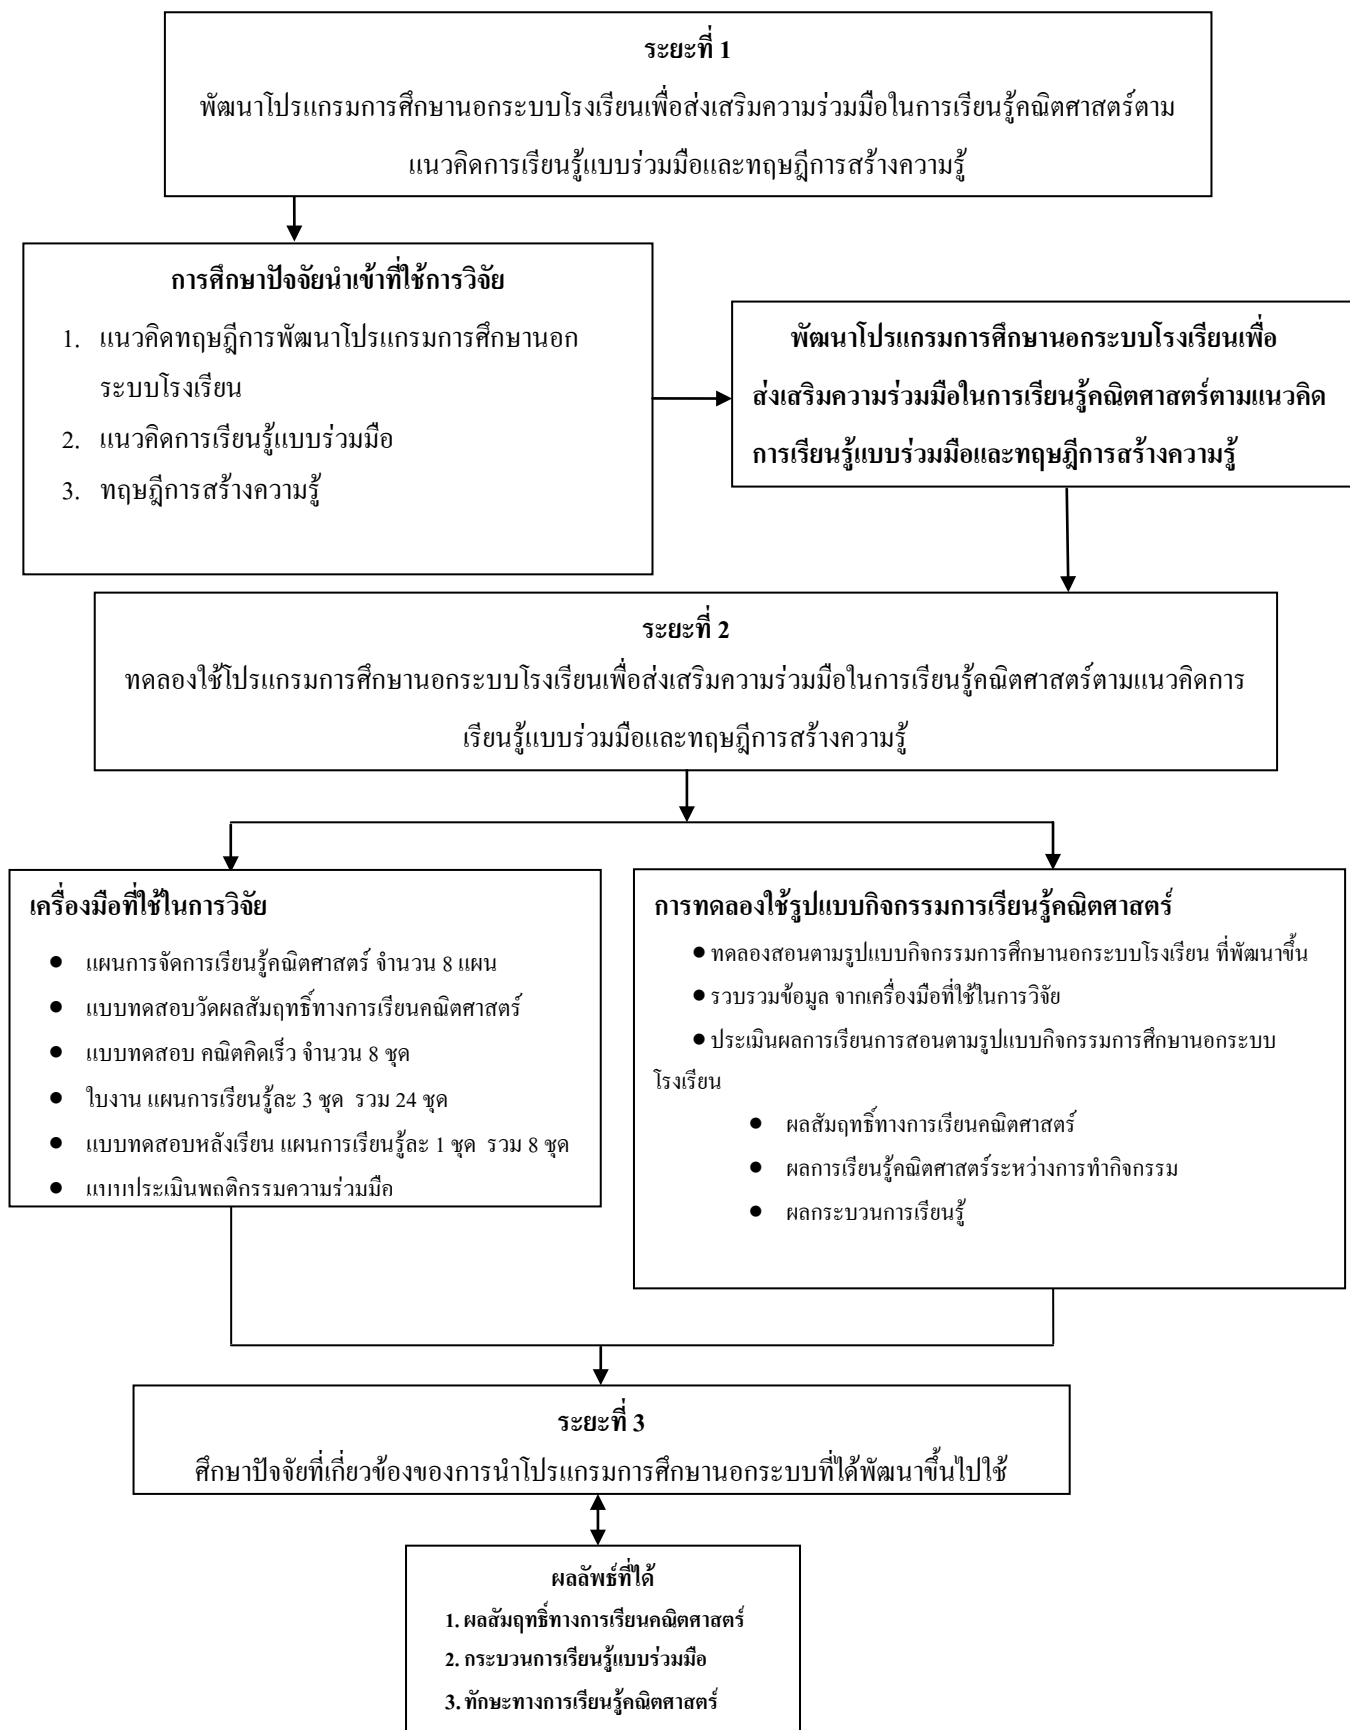 ระยะที่ 1
พัฒนาโปรแกรมการศึกษานอกระบบโรงเรียนเพื่อส่งเสริมความร่วมมือในการเรียนรู้คณิตศาสตร์ตาม
แนวคิดการเรียนรู้แบบร่วมมือและทฤษฎีการสร้างความรู้
การศึกษาปัจจัยนำเข้าที่ใช้การวิจัย
1. แนวคิดทฤษฎีการพัฒนาโปรแกรมการศึกษานอก
ระบบโรงเรียน
2. แนวคิดการเรียนรู้แบบร่วมมือ
3. ทฤษฎีการสร้างความรู้
พัฒนาโปรแกรมการศึกษานอกระบบโรงเรียนเพื่อ
ส่งเสริมความร่วมมือในการเรียนรู้คณิตศาสตร์ตามแนวคิด
การเรียนรู้แบบร่วมมือและทฤษฎีการสร้างความรู้
ระยะที่ 2
ทดลองใช้โปรแกรมการศึกษานอกระบบโรงเรียนเพื่อส่งเสริมความร่วมมือในการเรียนรู้คณิตศาสตร์ตามแนวคิดการ
เรียนรู้แบบร่วมมือและทฤษฎีการสร้างความรู้
เครื่องมือที่ใช้ในการวิจัย
● แผนการจัดการเรียนรู้คณิตศาสตร์ จำนวน 8 แผน
● แบบทดสอบวัดผลสัมฤทธิ์ทางการเรียนคณิตศาสตร์
● แบบทดสอบ คณิตคิดเร็ว จำนวน 8 ชุด
● ใบงาน แผนการเรียนรู้ละ 3 ชุด รวม 24 ชุด
● แบบทดสอบหลังเรียน แผนการเรียนรู้ละ 1 ชุด รวม 8 ชุด
● แบบประเมินพฤติกรรมความร่วมมือ
การทดลองใช้รูปแบบกิจกรรมการเรียนรู้คณิตศาสตร์
● ทดลองสอนตามรูปแบบกิจกรรมการศึกษานอกระบบโรงเรียน ที่พัฒนาขึ้น
● รวบรวมข้อมูล จากเครื่องมือที่ใช้ในการวิจัย
● ประเมินผลการเรียนการสอนตามรูปแบบกิจกรรมการศึกษานอกระบบ
โรงเรียน
● ผลสัมฤทธิ์ทางการเรียนคณิตศาสตร์
● ผลการเรียนรู้คณิตศาสตร์ระหว่างการทำกิจกรรม
● ผลกระบวนการเรียนรู้
ระยะที่ 3
ศึกษาปัจจัยที่เกี่ยวข้องของการนำโปรแกรมการศึกษานอกระบบที่ได้พัฒนาขึ้นไปใช้
ผลลัพธ์ที่ได้
1. ผลสัมฤทธิ์ทางการเรียนคณิตศาสตร์
2. กระบวนการเรียนรู้แบบร่วมมือ
3. ทักษะทางการเรียนรู้คณิตศาสตร์